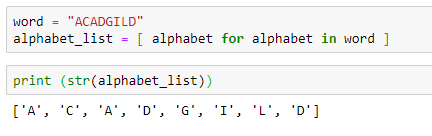 word = "ACADGILD"
alphabet_list = [ alphabet for alphabet in word ]
print (str(alphabet_list))
['A', 'C', 'A', 'D', 'G', 'I', 'L', 'D']